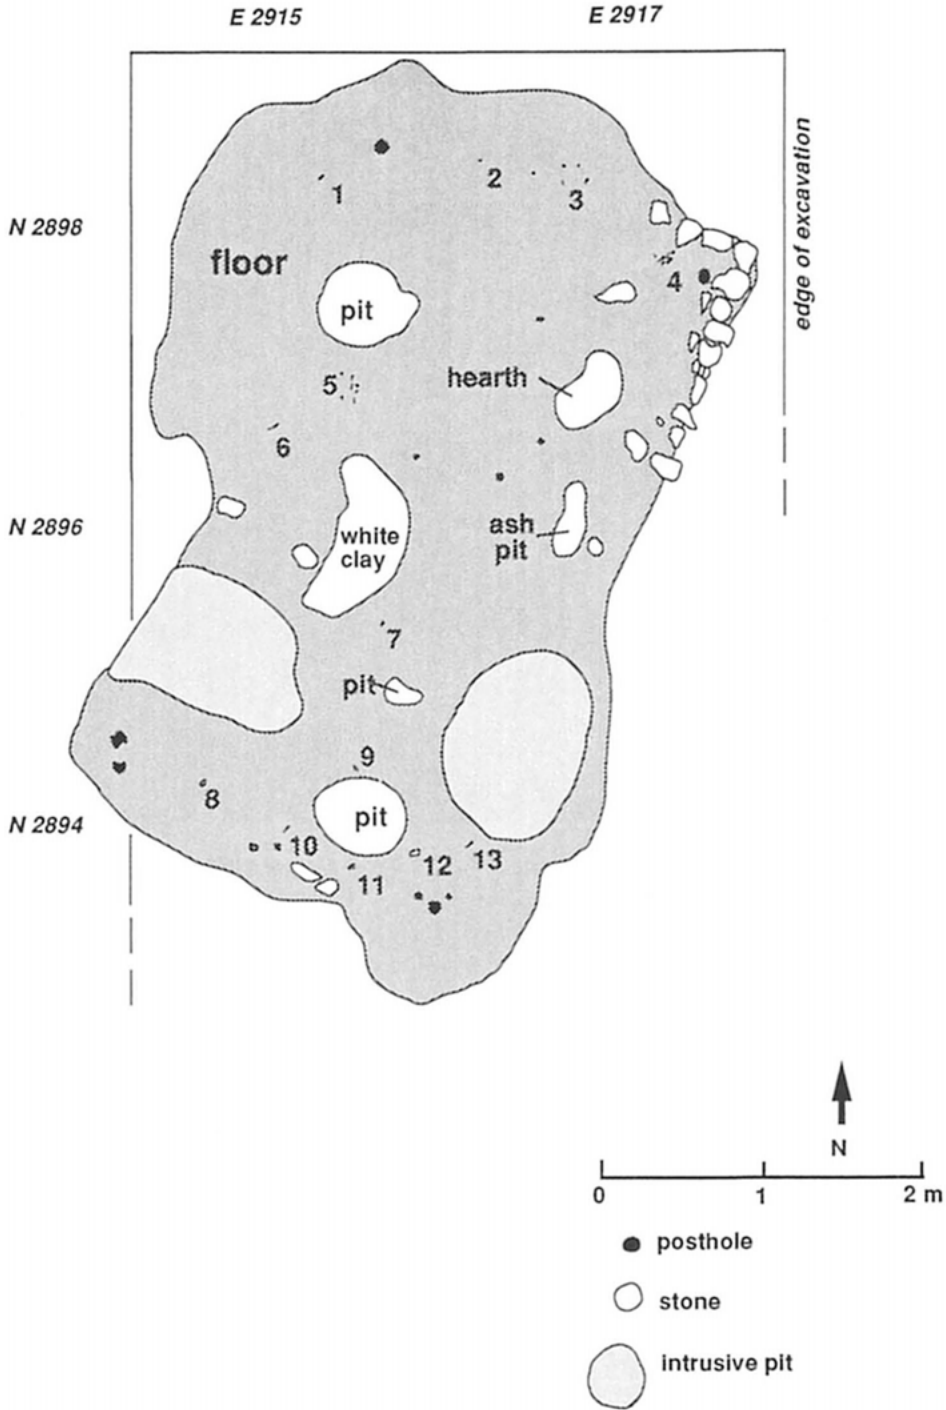 E 2915
E 2917
edge of excavation
1
2
3
N 2898
floor
4
pit
hearth
5
6
N 2896
ash
pit
white
clay
7
pit
9
8
pit
N 2894
10
12
13
11
N
0
1
2 m
posthole
stone
intrusive pit